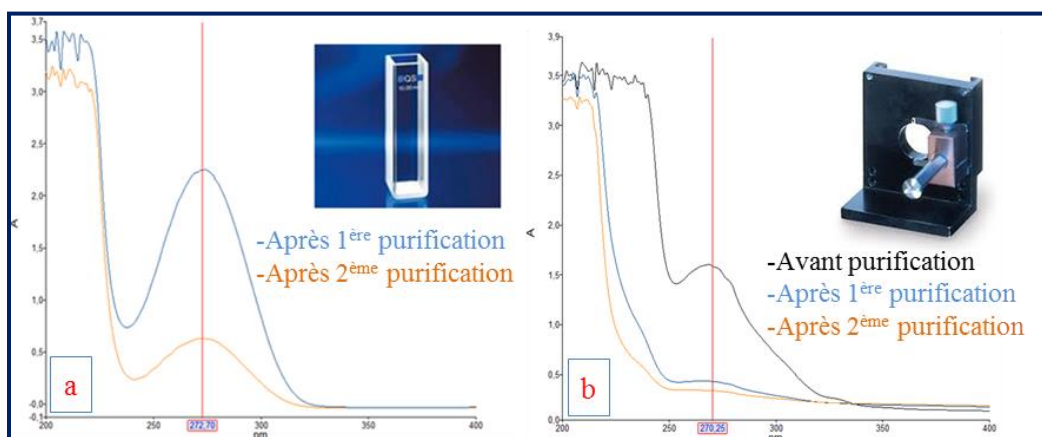 3,7
3,5
3,0
2,5
2,0
1,5
1,0
0,5
-0,0
-0,1
A
200
250
272,70
300
350
400
nm
QS
-Après 1ère purification
-Après 2ème purification
a
3,9
3,5
3,0
2,5
2,0
1,5
1,0
0,5
0,0
A
200
250
270,25
300
350
400
nm
-Avant purification
-Après 1ère purification
-Après 2ème purification
b